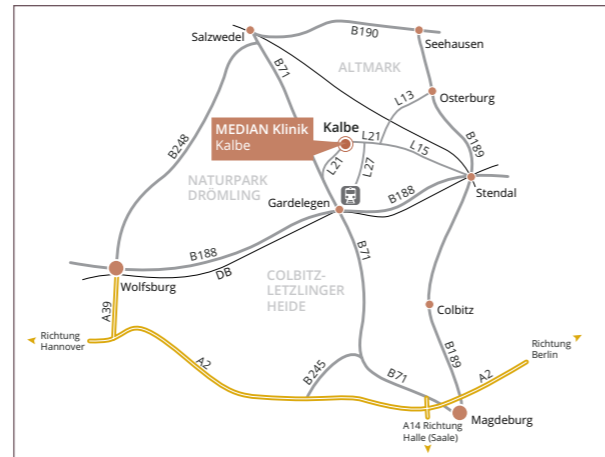 B190
Salzwedel
Seehausen
B71
ALTMARK
L13
Osterburg
MEDIAN Klinik
Kalbe
Kalbe
L21
B248
B189
L15
L21
L27
NATURPARK
DRÖMLING
Stendal
B188
Gardelegen
B188
B71
DB
COLBITZ-
LETZLINGER
HEIDE
Wolfsburg
A39
Colbitz
Richtung
Hannover
B189
Richtung
Berlin
A2
B245
B71
A2
Magdeburg
A14 Richtung
Halle (Saale)